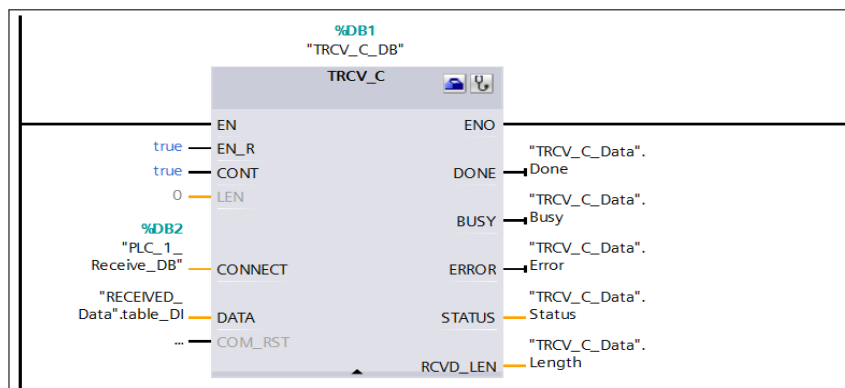 %DB1
"TRCV_C_DB"
TRCV_C
EN
ENO
true
EN_R
"TRCV_C_Data".
true
CONT
DONE
Done
0
LEN
"TRCV_C_Data".
%DB2
BUSY
Busy
"PLC_1_
"TRCV_C_Data".
Receive_DB"
CONNECT
ERROR
Error
"RECEIVED_
"TRCV_C_Data".
Data".table_DI
DATA
STATUS
Status
...
COM_RST
"TRCV_C_Data".
RCVD_LEN
Length